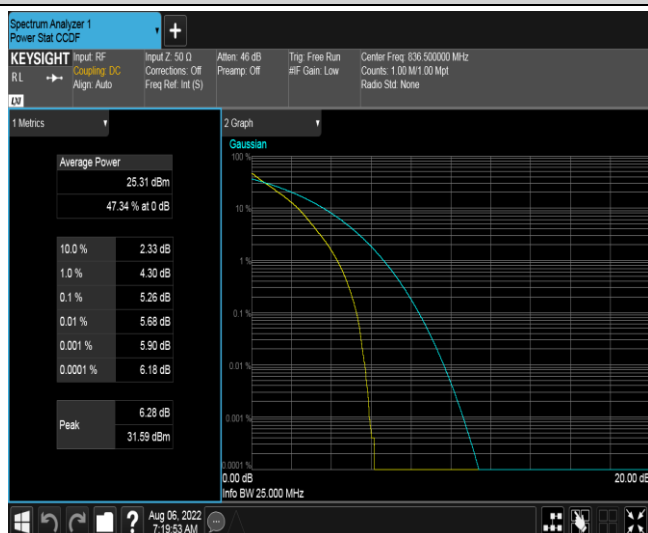 Spectrum Analyzer 1
Power Stat CCDF
+
KEYSIGHT
R L
LXI
Input: RF
Coupling: DC
Align: Auto
Input Z: 50 Ω
Corrections: Off
Freq Ref: Int (S)
Atten: 46 dB
Preamp: Off
Trig: Free Run
#IF Gain: Low
Center Freq: 836.500000 MHz
Counts: 1.00 M/1.00 Mpt
Radio Std: None
1 Metrics
Average Power
25.31 dBm
47.34 % at 0 dB
10.0 % 2.33 dB
1.0 % 4.30 dB
0.1 % 5.26 dB
0.01 % 5.68 dB
0.001 % 5.90 dB
0.0001 % 6.18 dB
Peak 6.28 dB
31.59 dBm
2 Graph
Gaussian
100 %
10 %
1 %
0.1 %
0.01 %
0.001 %
0.0001 %
0.00 dB 20.00 dB
Info BW 25.000 MHz
?
Aug 06, 2022
7:19:53 AM